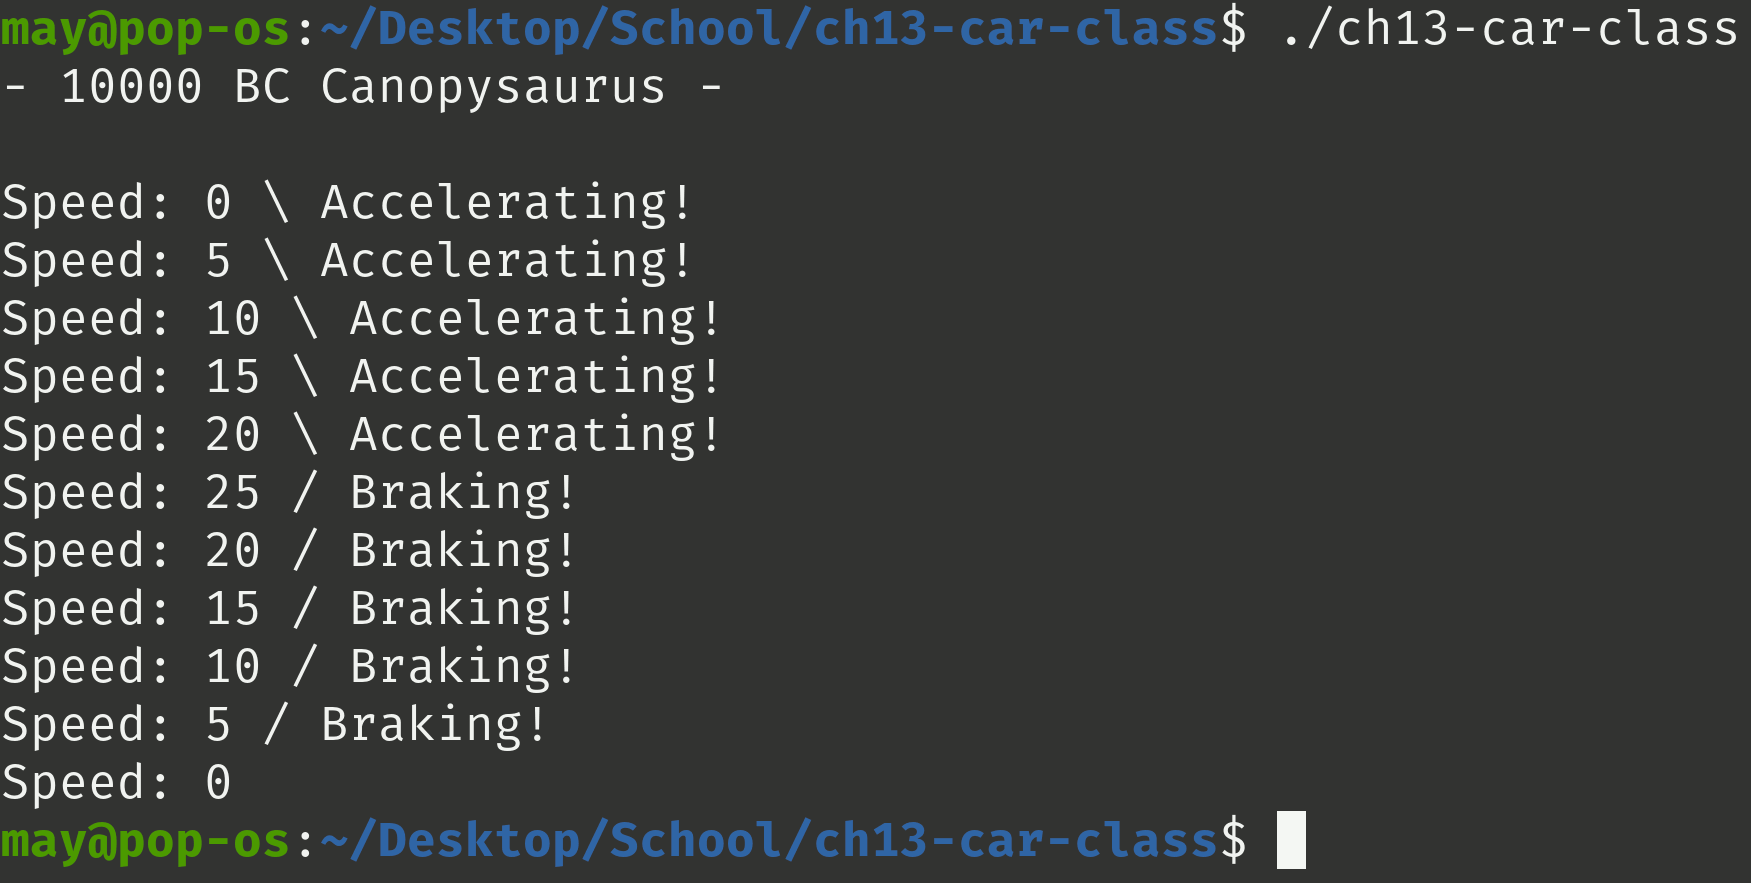 may@pop-os:~/Desktop/School/ch13-car-class$ ./ch13-car-class
- 10000 BC Canopysaurus -
Speed: 0 \ Accelerating!
Speed: 5 \ Accelerating!
Speed: 10 \ Accelerating!
Speed: 15 \ Accelerating!
Speed: 20 \ Accelerating!
Speed: 25 / Braking!
Speed: 20 / Braking!
Speed: 15 / Braking!
Speed: 10 / Braking!
Speed: 5 / Braking!
Speed: 0
may@pop-os:~/Desktop/School/ch13-car-class$